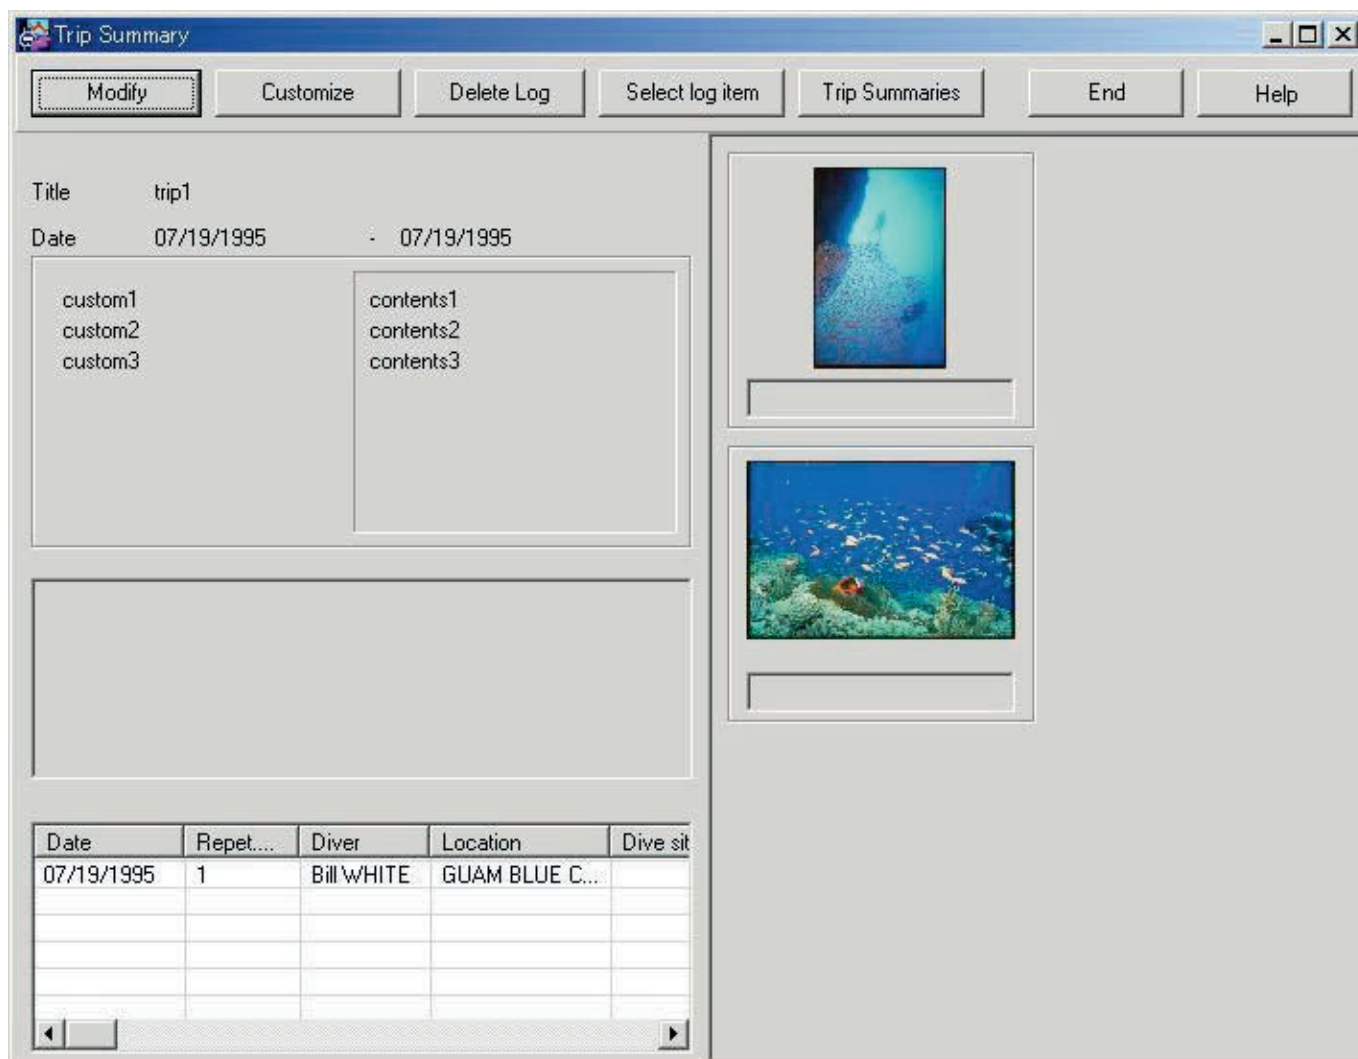 Trip Summary
Modify Customize Delete Log Select log item Trip Summaries End Help
Title trip1
Date 07/19/1995 - 07/19/1995
custom1 contents1
custom2 contents2
custom3 contents3
Date Repet.... Diver Location Dive sit
07/19/1995 1 Bill WHITE GUAM BLUE C...